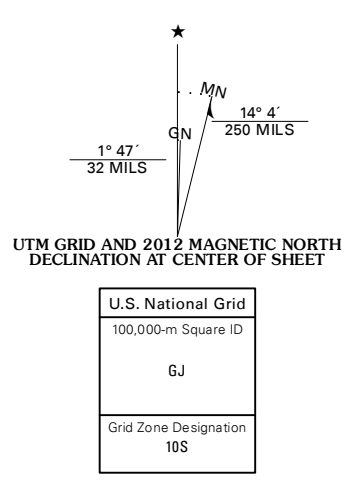 ★
MN
GN
14° 4´
250 MILS
1° 47´
32 MILS
UTM GRID AND 2012 MAGNETIC NORTH
DECLINATION AT CENTER OF SHEET
U.S. National Grid
100,000-m Square ID
GJ
Grid Zone Designation
10S